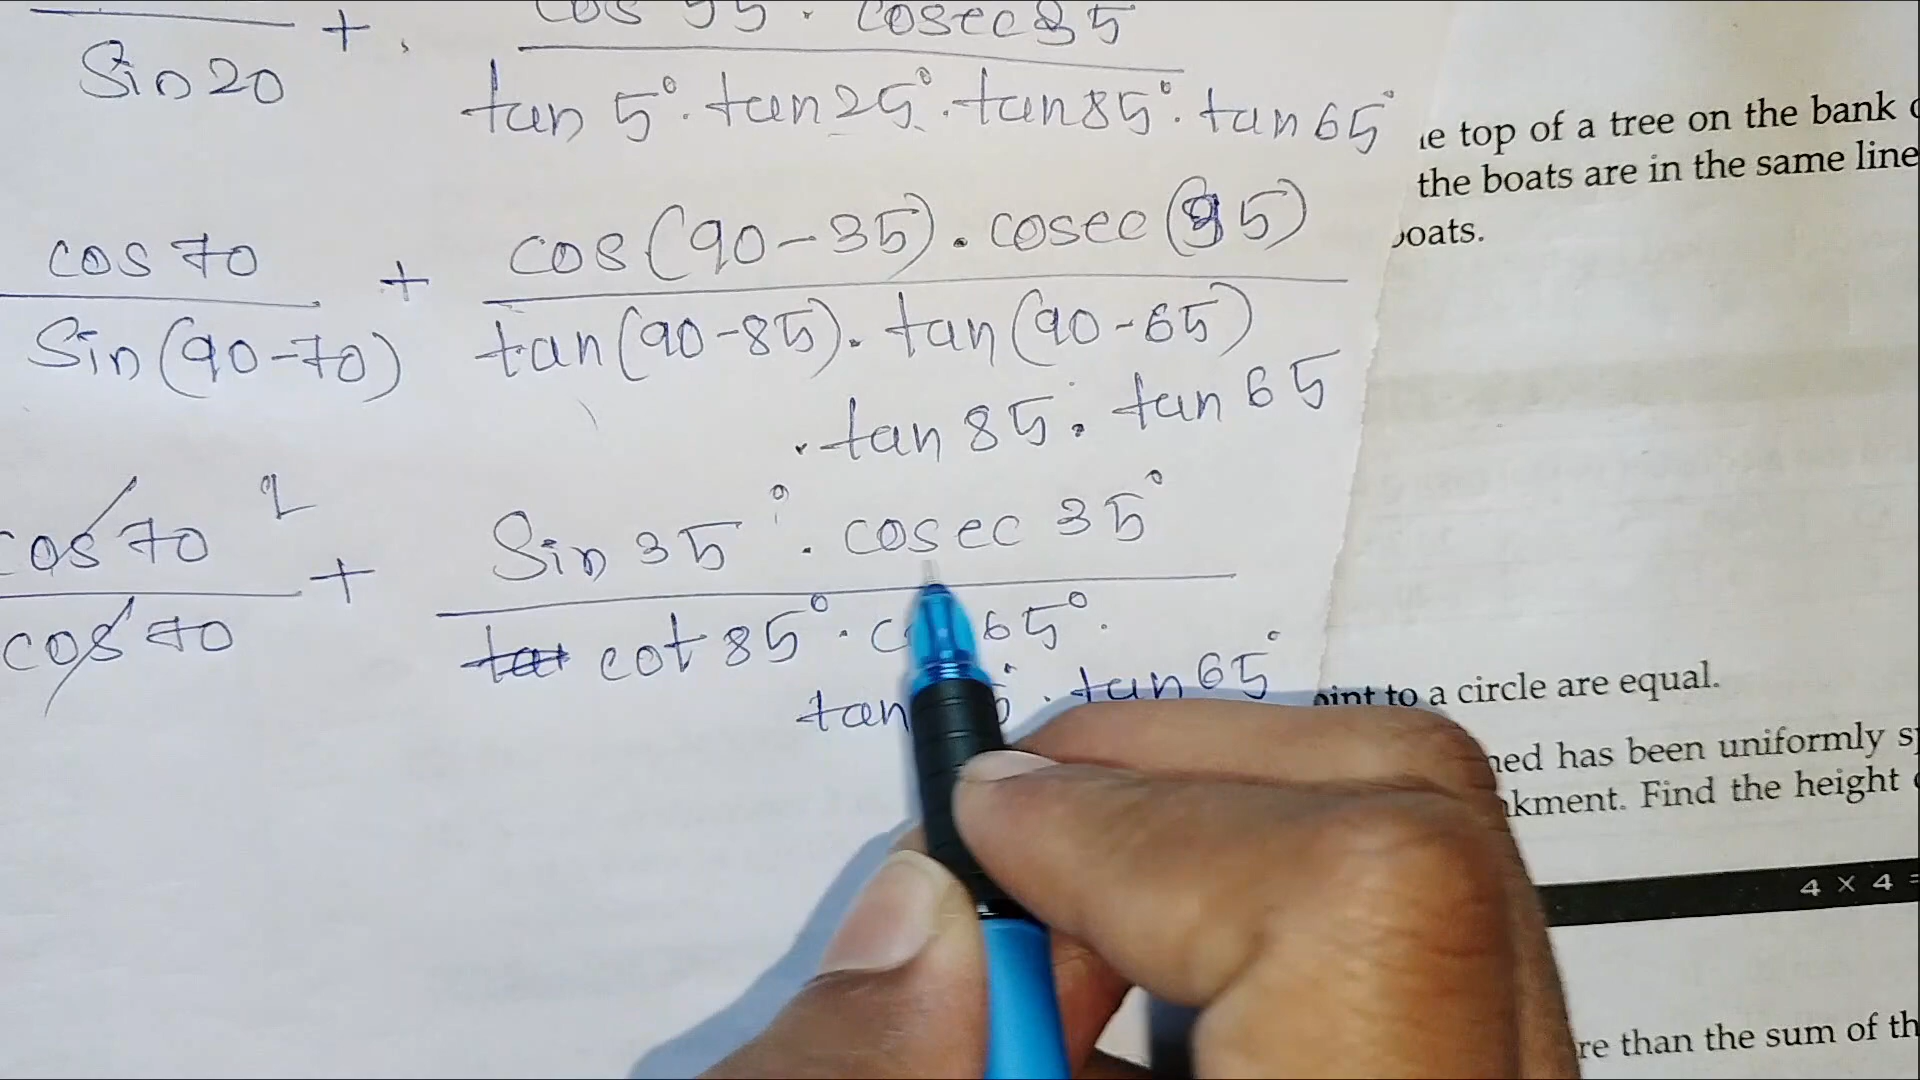 cos 55 . cosec 35
Sin 20 +
tan 5° . tan 25° . tan 85° . tan 65°
cos 70 + cos (90 - 35) . cosec (35)
Sin (90 - 70) tan (90 - 85) . tan (90 - 65)
. tan 85 . tan 65
cos 70 + Sin 35° . cosec 35°
cos 70 cot 85° . 65° .
tan . tan 65°
e top of a tree on the bank
the boats are in the same line
oats.
oint to a circle are equal.
ned has been uniformly sp
kment. Find the height
4 × 4 =
re than the sum of th